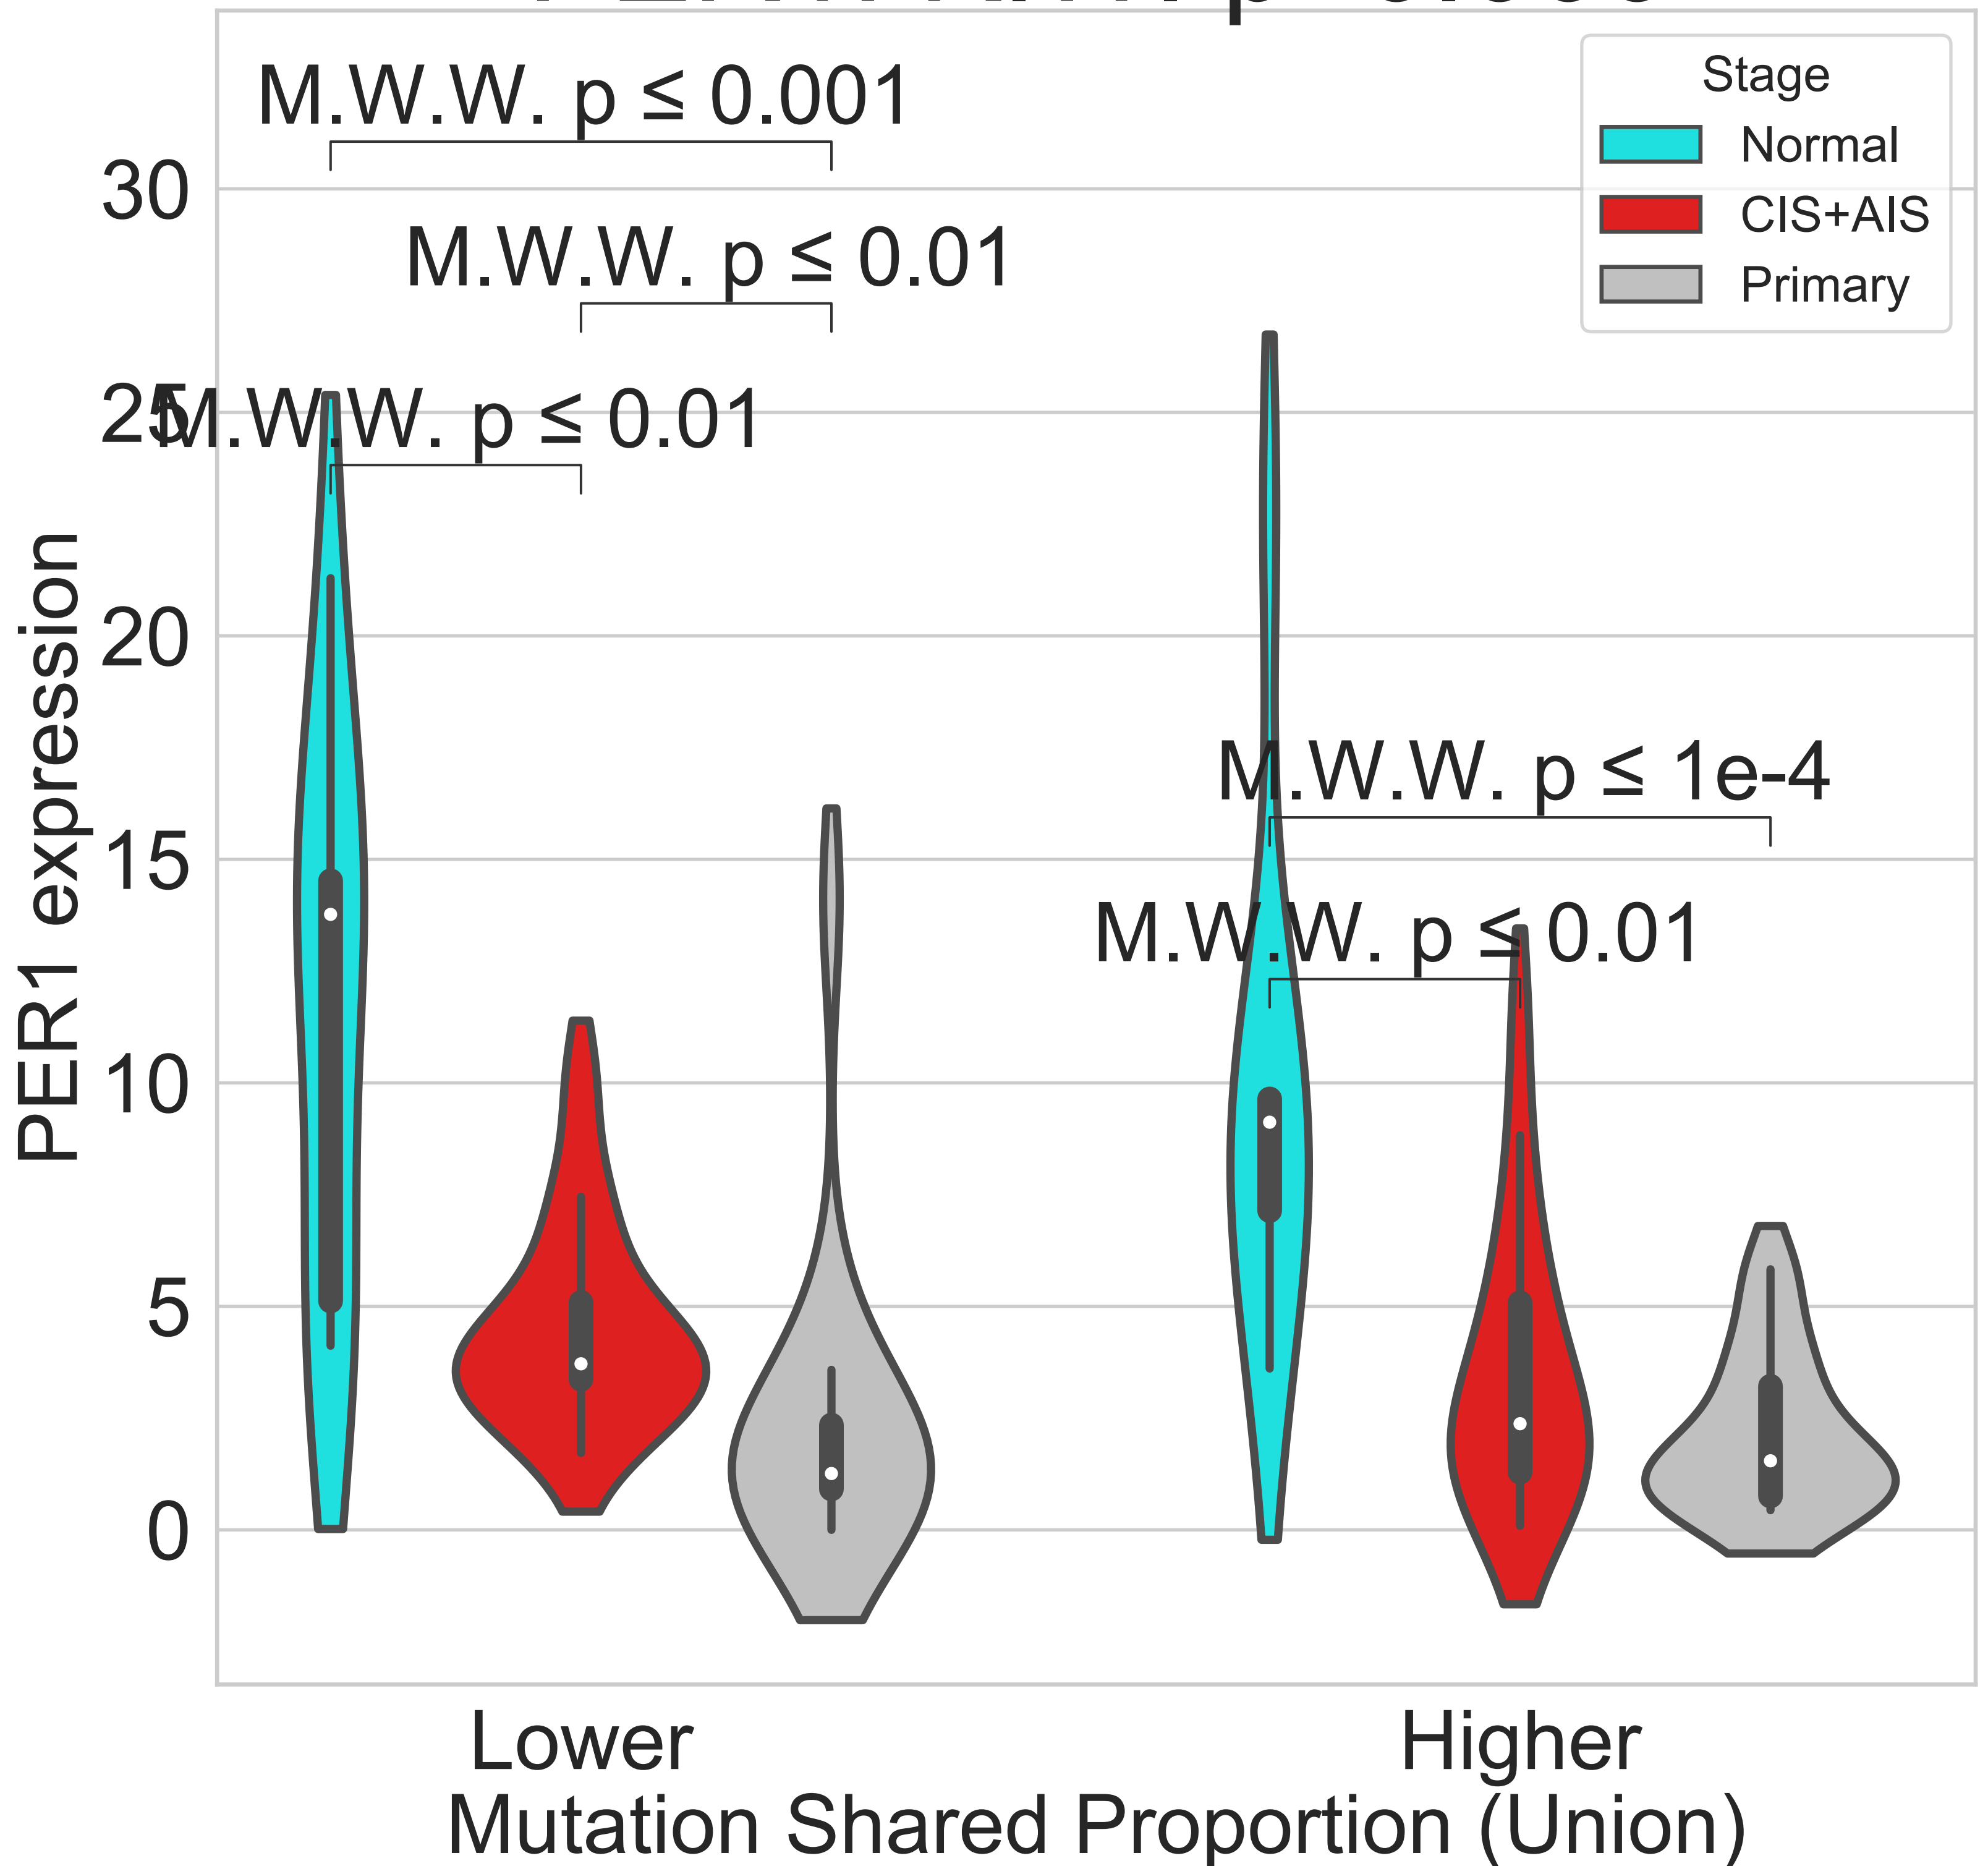 Stage
Normal
CIS+AIS
Primary
M.W.W. p ≤ 0.001
M.W.W. p ≤ 0.01
M.W.W. p ≤ 0.01
M.W.W. p ≤ 1e-4
M.W.W. p ≤ 0.01
30
25
20
15
10
5
0
PER1 expression
Lower
Higher
Mutation Shared Proportion (Union)